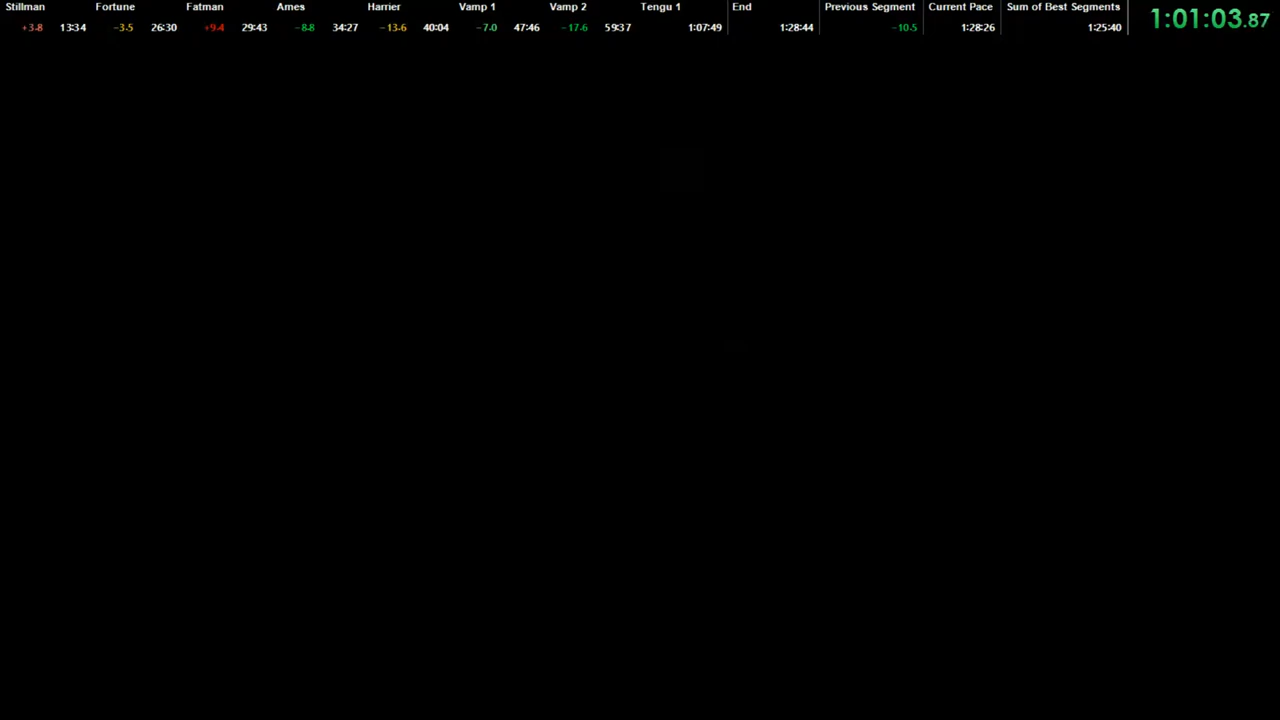 Stillman Fortune Fatman Ames Harrier Vamp 1 Vamp 2 Tengu 1 End Previous Segment Current Pace Sum of Best Segments 1:01:03.87
+3.8 13:34 −3.5 26:30 +9.4 29:43 −8.8 34:27 −13.6 40:04 −7.0 47:46 −17.6 59:37 1:07:49 1:28:44 −10.5 1:28:26 1:25:40